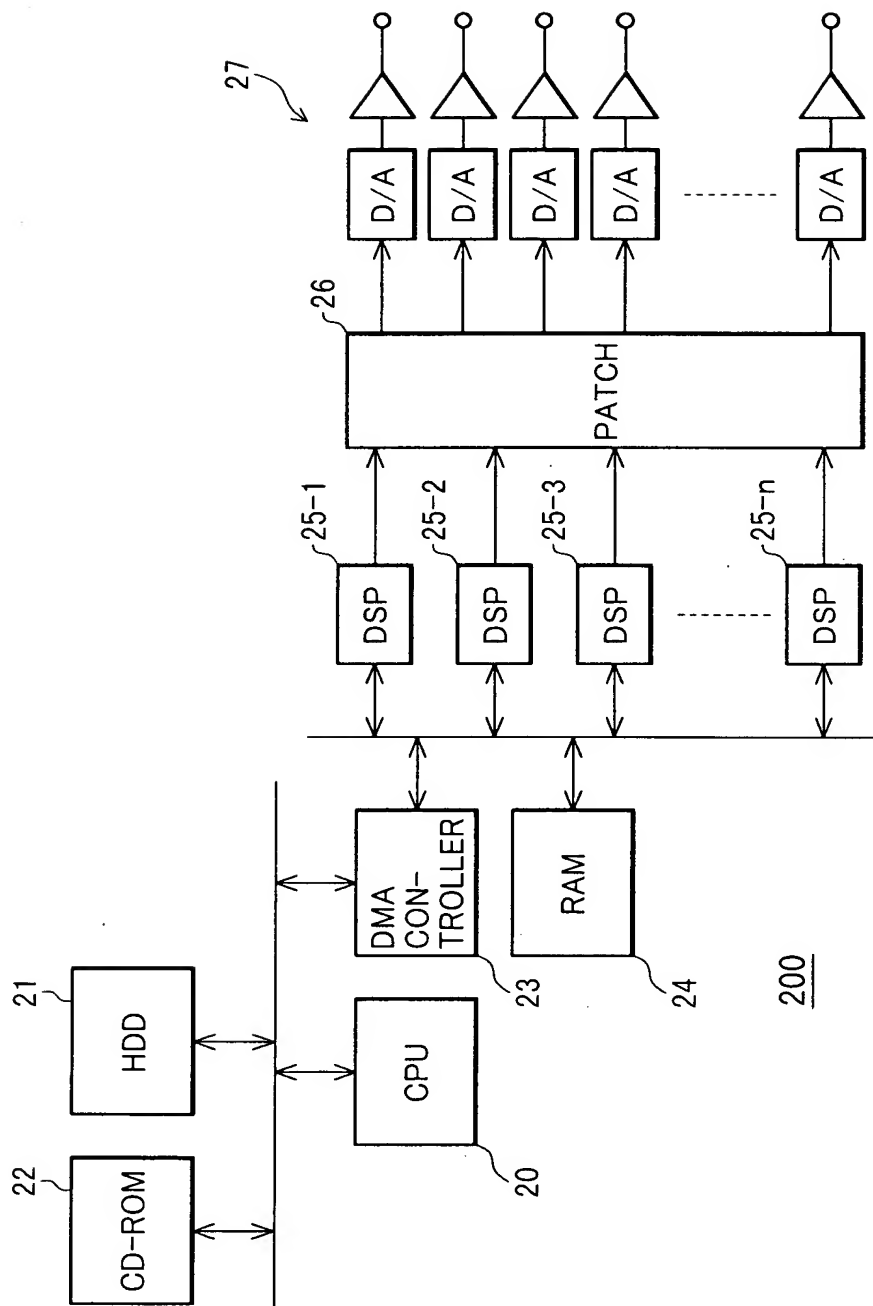 22
CD-ROM
21
HDD
CPU
20
DMA
CON-
TROLLER
23
RAM
24
200
25-1
DSP
25-2
DSP
25-3
DSP
25-n
DSP
26
PATCH
27
D/A
D/A
D/A
D/A
D/A